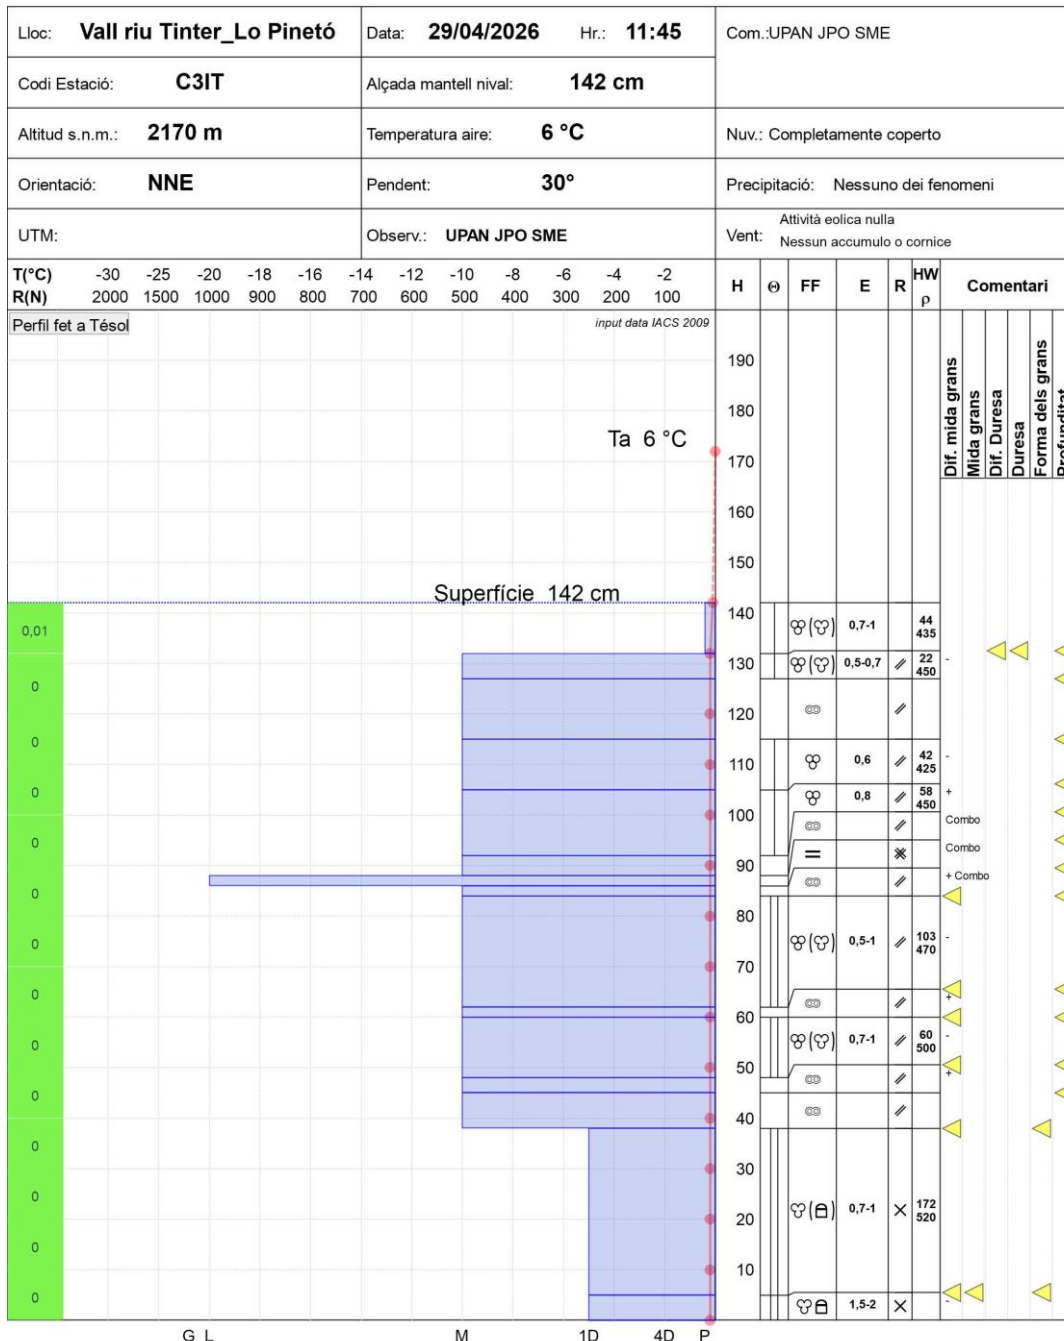 Lloc: Vall riu Tinter_Lo Pinetó Data: 29/04/2026 Hr.: 11:45 Com.:UPAN JPO SME
Codi Estació: C3IT Alçada mantell nival: 142 cm
Altitud s.n.m.: 2170 m Temperatura aire: 6 °C Nuv.: Completamente coperto
Orientació: NNE Pendent: 30° Precipitació: Nessuno dei fenomeni
UTM: Observ.: UPAN JPO SME Vent: Attività eolica nulla
Nessun accumulo o cornice
T(°C) -30 -25 -20 -18 -16 -14 -12 -10 -8 -6 -4 -2 H Θ FF E R HW Comentari
R(N) 2000 1500 1000 900 800 700 600 500 400 300 200 100 ρ
Perfil fet a Tésol input data IACS 2009
Dif. mida grans
Mida grans
Dif. Duresa
Duresa
Forma dels grans
Profunditat
190
180
Ta 6 °C
170
160
150
Superfície 142 cm
140
0,01 0,7-1 44
435
130 0,5-0,7 22 -
450
0
120
0
110 0,6 42 -
425
0 0,8 58 +
450
100 Combo
0 Combo
90 + Combo
0
80
0 0,5-1 103 -
470
70
0 +
60
0 0,7-1 60 -
500
50 +
0
40
0
30
0 0,7-1 172
520
20
0
10
0 1,5-2 -
G L M 1D 4D P